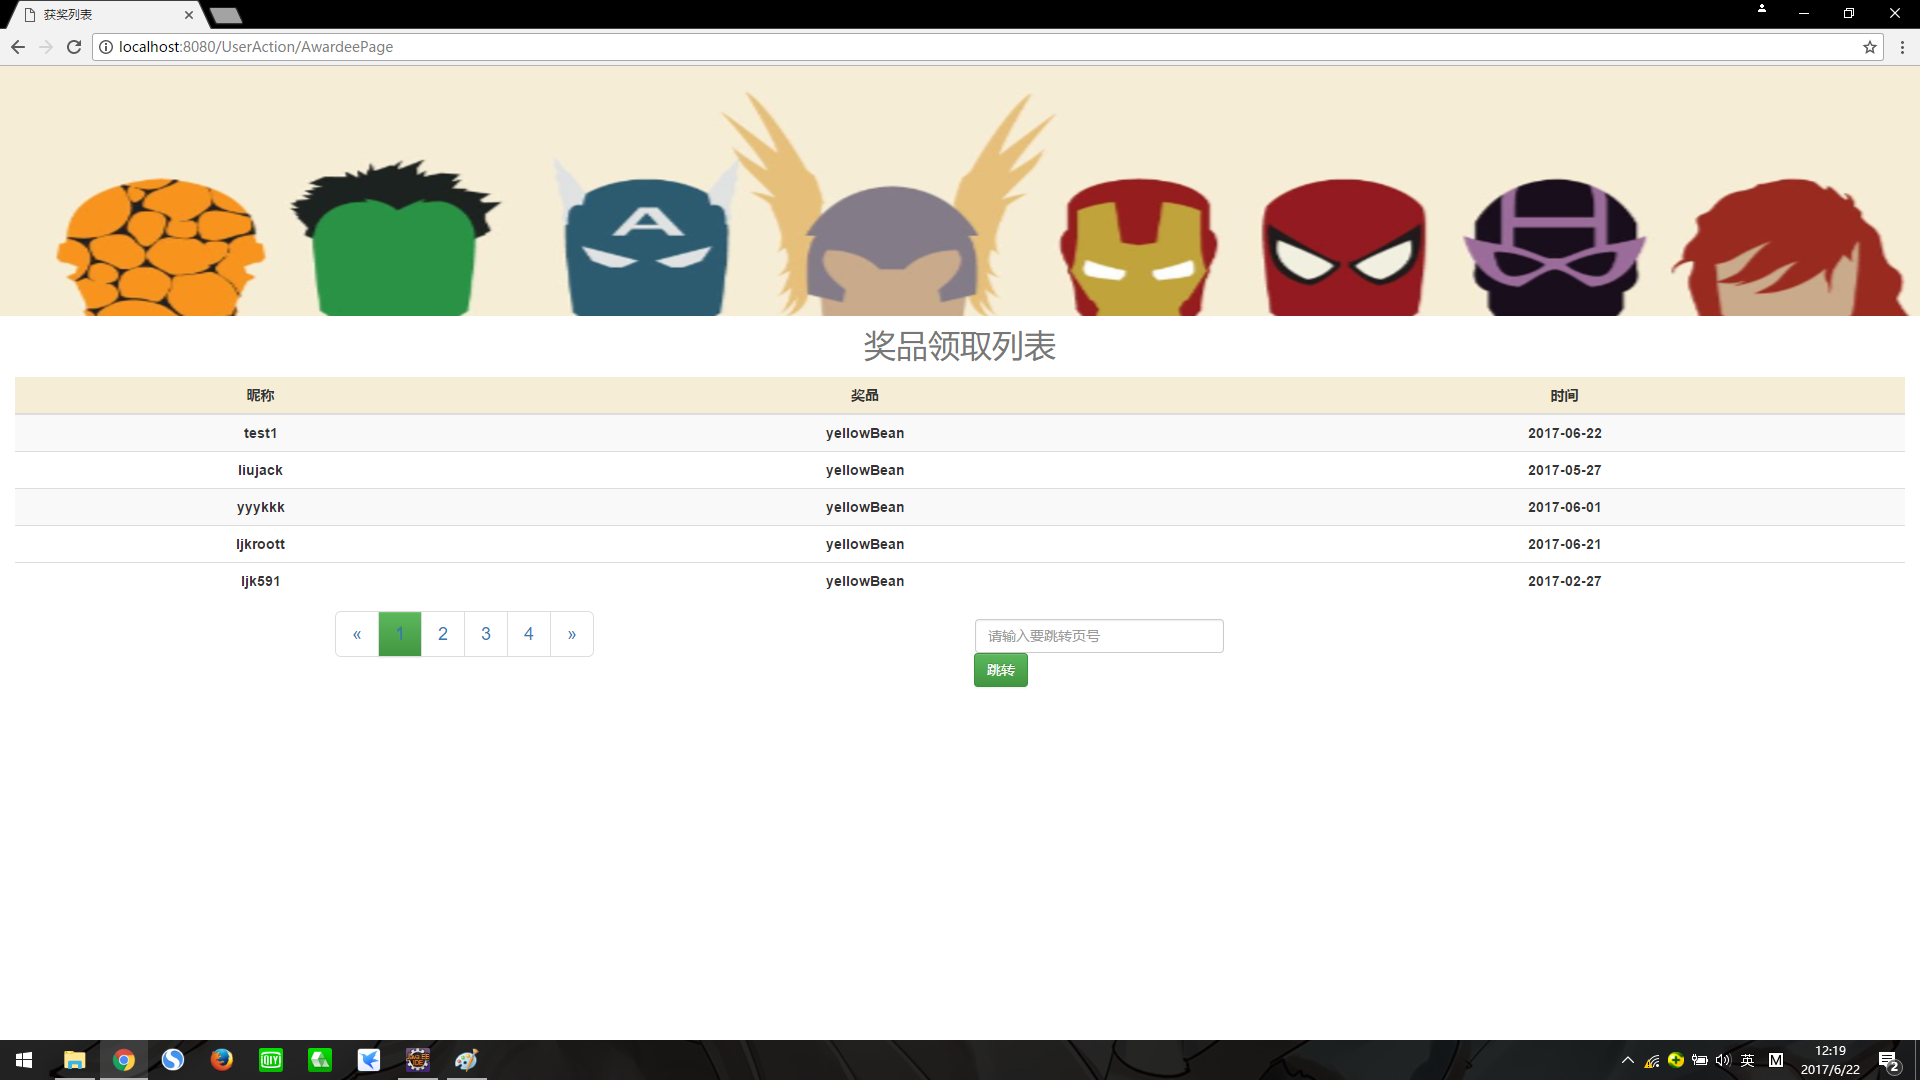 获奖列表
localhost:8080/UserAction/AwardeePage
A
奖品领取列表
昵称 奖品 时间
test1 yellowBean 2017-06-22
liujack yellowBean 2017-05-27
yyykkk yellowBean 2017-06-01
ljkroott yellowBean 2017-06-21
ljk591 yellowBean 2017-02-27
« 1 2 3 4 »
请输入要跳转页号
跳转
QIY
英 M
12:19
2017/6/22
2